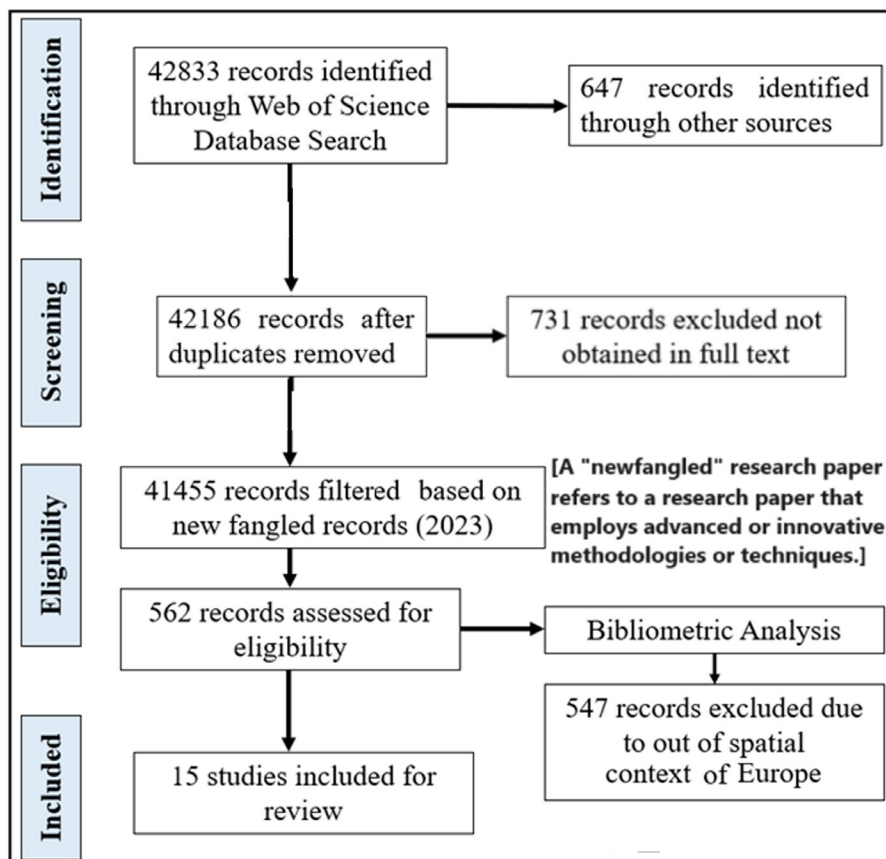 Identification
42833 records identified
through Web of Science
Database Search
647 records identified
through other sources
Screening
42186 records after
duplicates removed
731 records excluded not
obtained in full text
Eligibility
41455 records filtered based on
new fangled records (2023)
[A "newfangled" research paper
refers to a research paper that
employs advanced or innovative
methodologies or techniques.]
562 records assessed for
eligibility
Bibliometric Analysis
547 records excluded due
to out of spatial
context of Europe
Included
15 studies included for
review